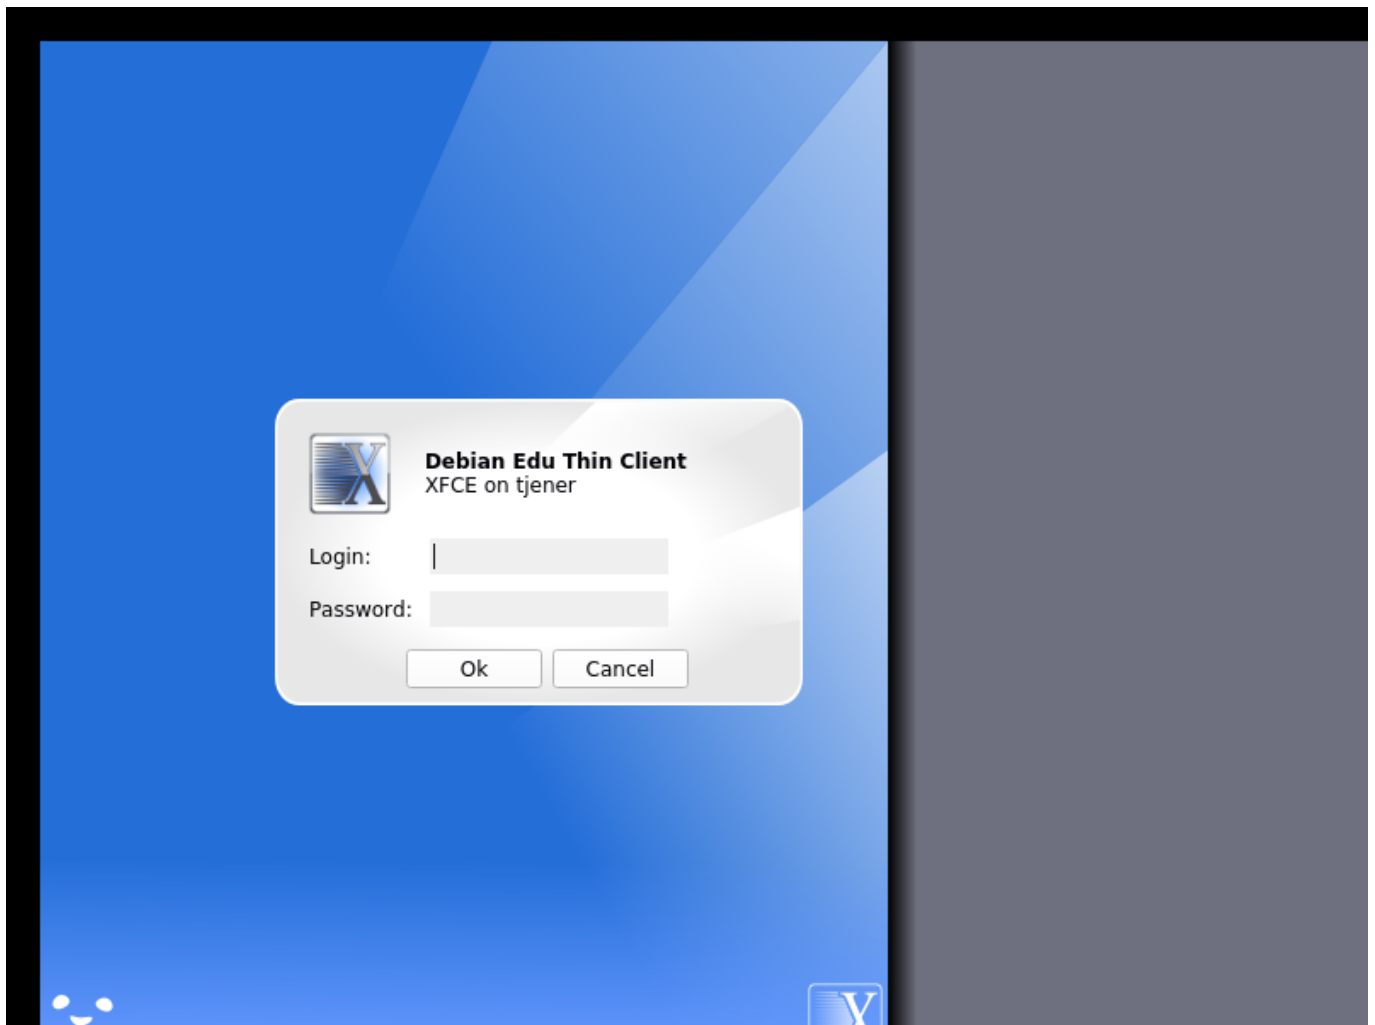 Debian Edu Thin Client
XFCE on tjener
Login:
Password:
Ok
Cancel